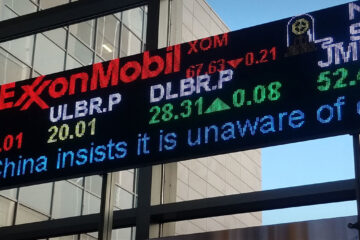 ExxonMobil XOM
67.63 ▼ 0.21
ULBR.P DLBR.P
.01 20.01 28.31 ▲ 0.08 52.5
China insists it is unaware of